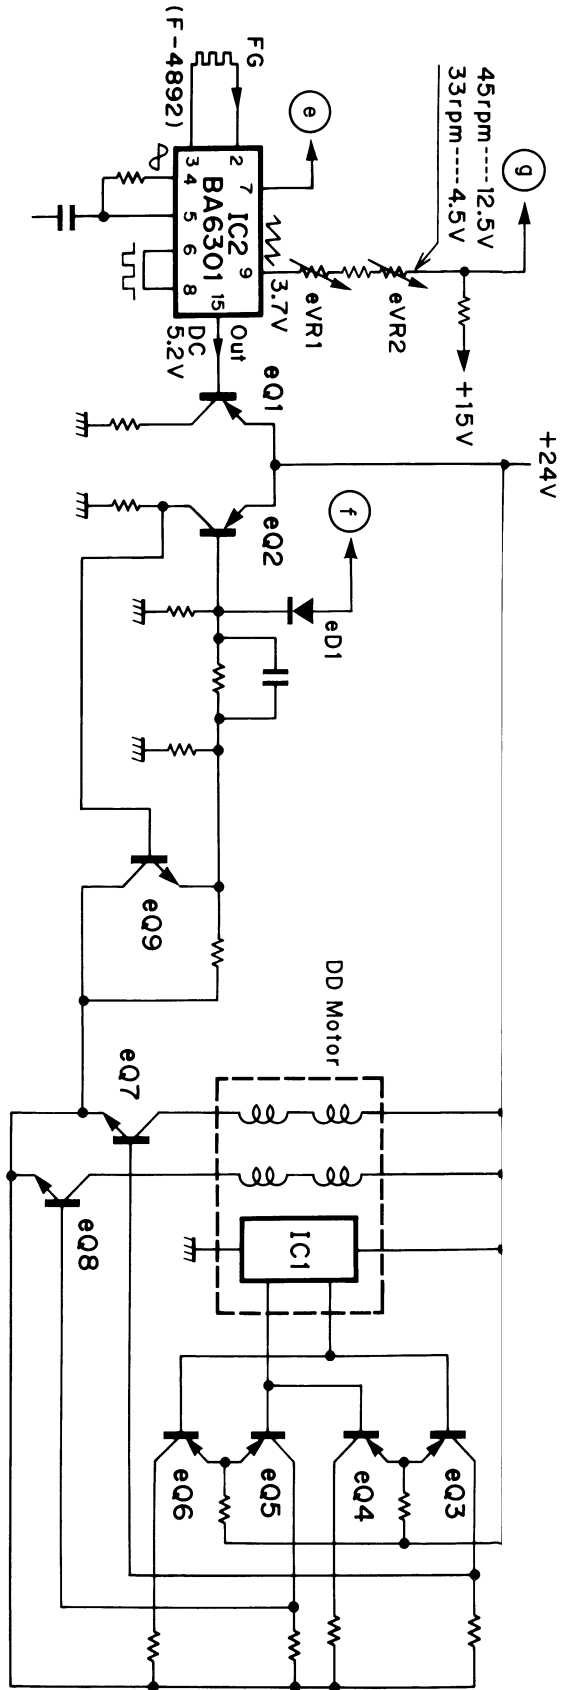 (F-4892)
FG
3
2
4
5
6
8
7
9
15
IC2
BA6301
e
g
45rpm----12.5V
33rpm----4.5V
3.7V
eVR1
eVR2
+15V
Out
DC
5.2V
eQ1
+24V
eQ2
f
eD1
eQ9
DD Motor
eQ7
eQ8
IC1
eQ3
eQ4
eQ5
eQ6